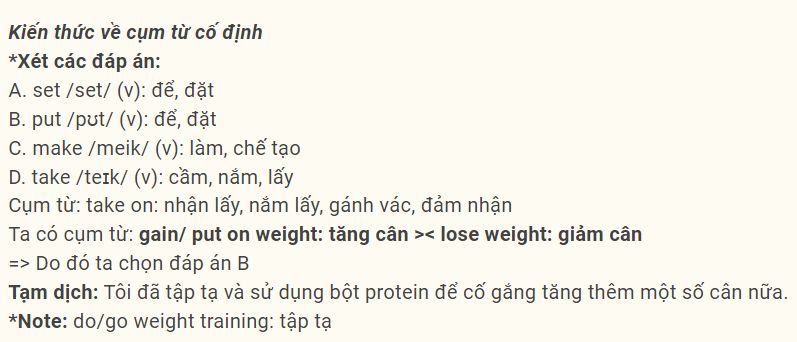 Kiến thức về cụm từ cố định
*Xét các đáp án:
A. set /set/ (v): để, đặt
B. put /pʊt/ (v): để, đặt
C. make /meik/ (v): làm, chế tạo
D. take /teɪk/ (v): cầm, nắm, lấy
Cụm từ: take on: nhận lấy, nắm lấy, gánh vác, đảm nhận
Ta có cụm từ: gain/ put on weight: tăng cân >< lose weight: giảm cân
=> Do đó ta chọn đáp án B
Tạm dịch: Tôi đã tập tạ và sử dụng bột protein để cố gắng tăng thêm một số cân nữa.
*Note: do/go weight training: tập tạ